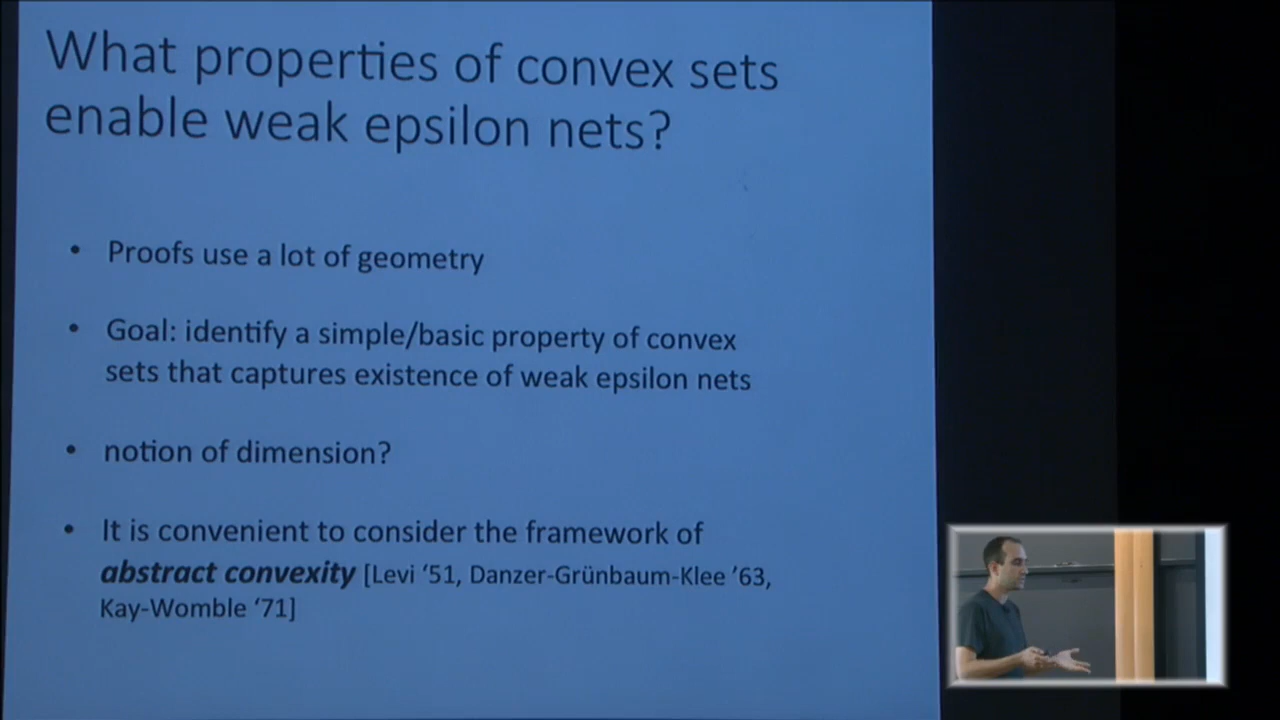 What properties of convex sets
enable weak epsilon nets?
• Proofs use a lot of geometry
• Goal: identify a simple/basic property of convex
sets that captures existence of weak epsilon nets
• notion of dimension?
• It is convenient to consider the framework of
abstract convexity [Levi ‘51, Danzer-Grünbaum-Klee ’63,
Kay-Womble ‘71]